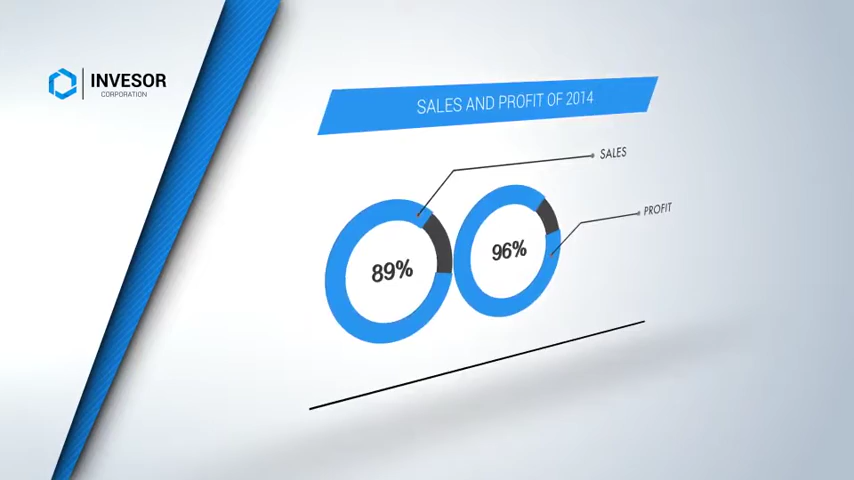 INVESOR
CORPORATION
SALES AND PROFIT OF 2014
SALES
PROFIT
89%
96%